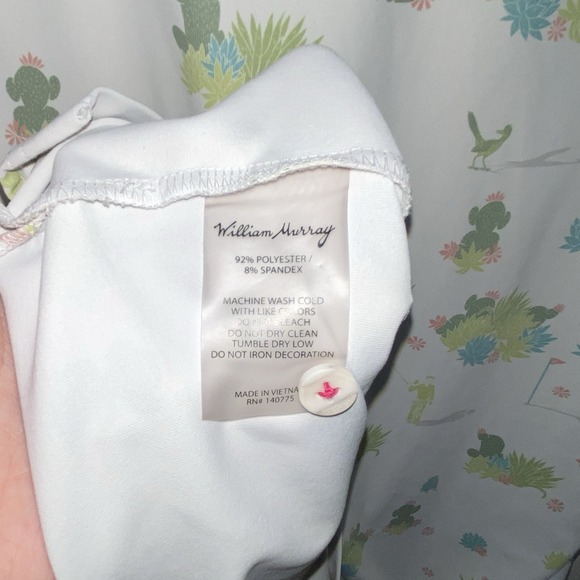 William Murray
92% POLYESTER /
8% SPANDEX
MACHINE WASH COLD
WITH LIKE COLORS
DO NOT BLEACH
DO NOT DRY CLEAN
TUMBLE DRY LOW
DO NOT IRON DECORATION
MADE IN VIETNA
RN# 140775